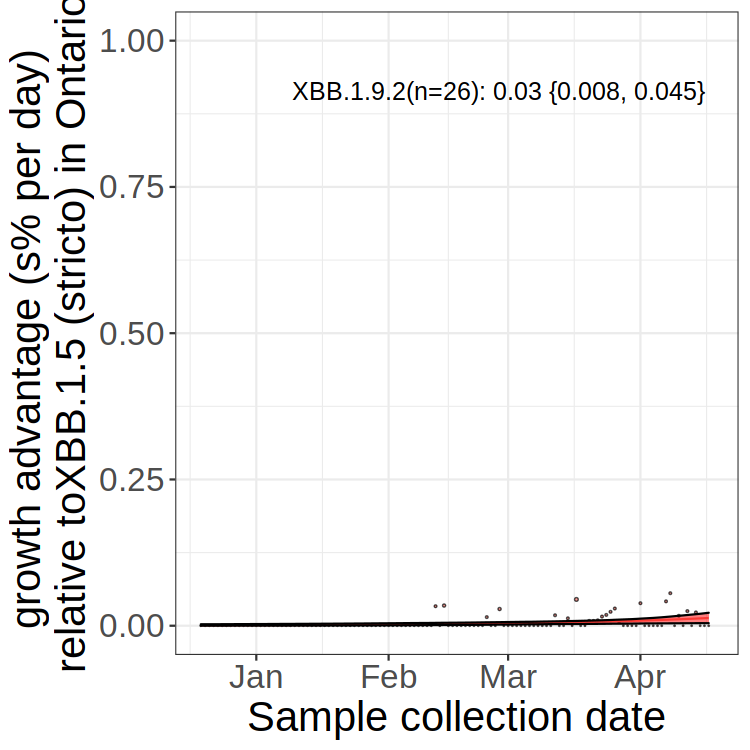 growth advantage (s% per day)
relative toXBB.1.5 (stricto) in Ontario
1.00
XBB.1.9.2(n=26): 0.03 {0.008, 0.045}
0.75
0.50
0.25
0.00
Jan Feb Mar Apr
Sample collection date